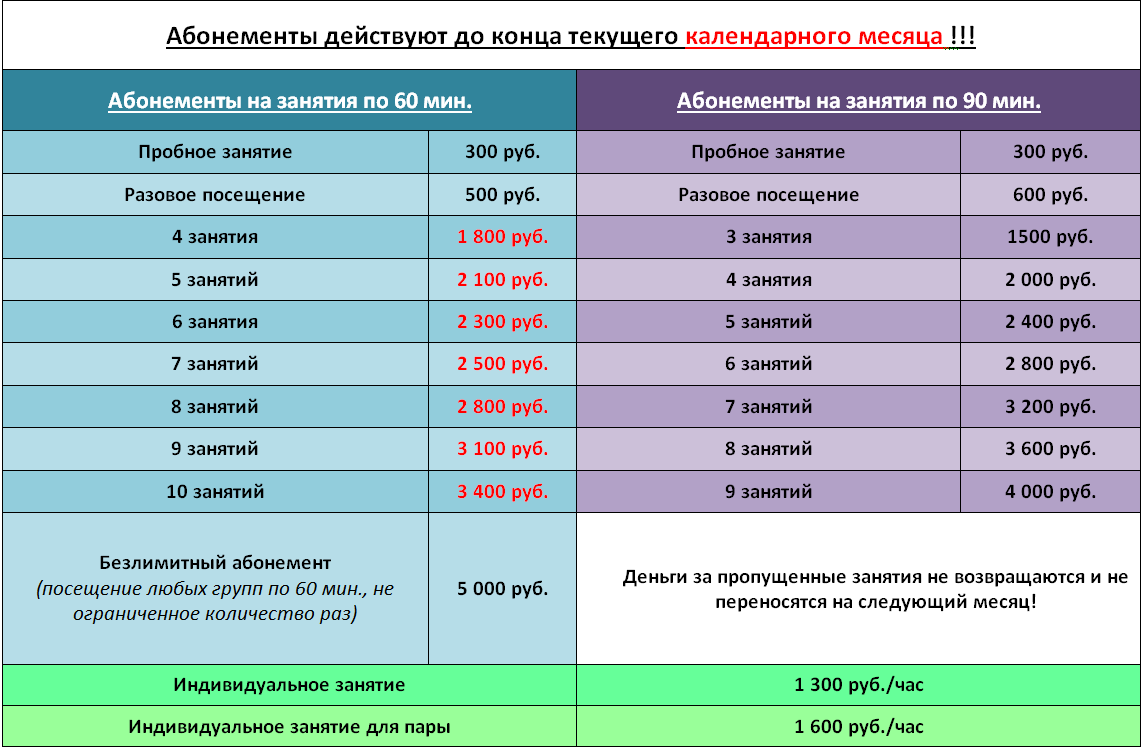 Абонементы действуют до конца текущего календарного месяца !!!
Абонементы на занятия по 60 мин. Абонементы на занятия по 90 мин.
Пробное занятие 300 руб. Пробное занятие 300 руб.
Разовое посещение 500 руб. Разовое посещение 600 руб.
4 занятия 1 800 руб. 3 занятия 1500 руб.
5 занятий 2 100 руб. 4 занятия 2 000 руб.
6 занятия 2 300 руб. 5 занятий 2 400 руб.
7 занятий 2 500 руб. 6 занятий 2 800 руб.
8 занятий 2 800 руб. 7 занятий 3 200 руб.
9 занятий 3 100 руб. 8 занятий 3 600 руб.
10 занятий 3 400 руб. 9 занятий 4 000 руб.
Безлимитный абонемент
(посещение любых групп по 60 мин., не
ограниченное количество раз)
5 000 руб.
Деньги за пропущенные занятия не возвращаются и не
переносятся на следующий месяц!
Индивидуальное занятие 1 300 руб./час
Индивидуальное занятие для пары 1 600 руб./час